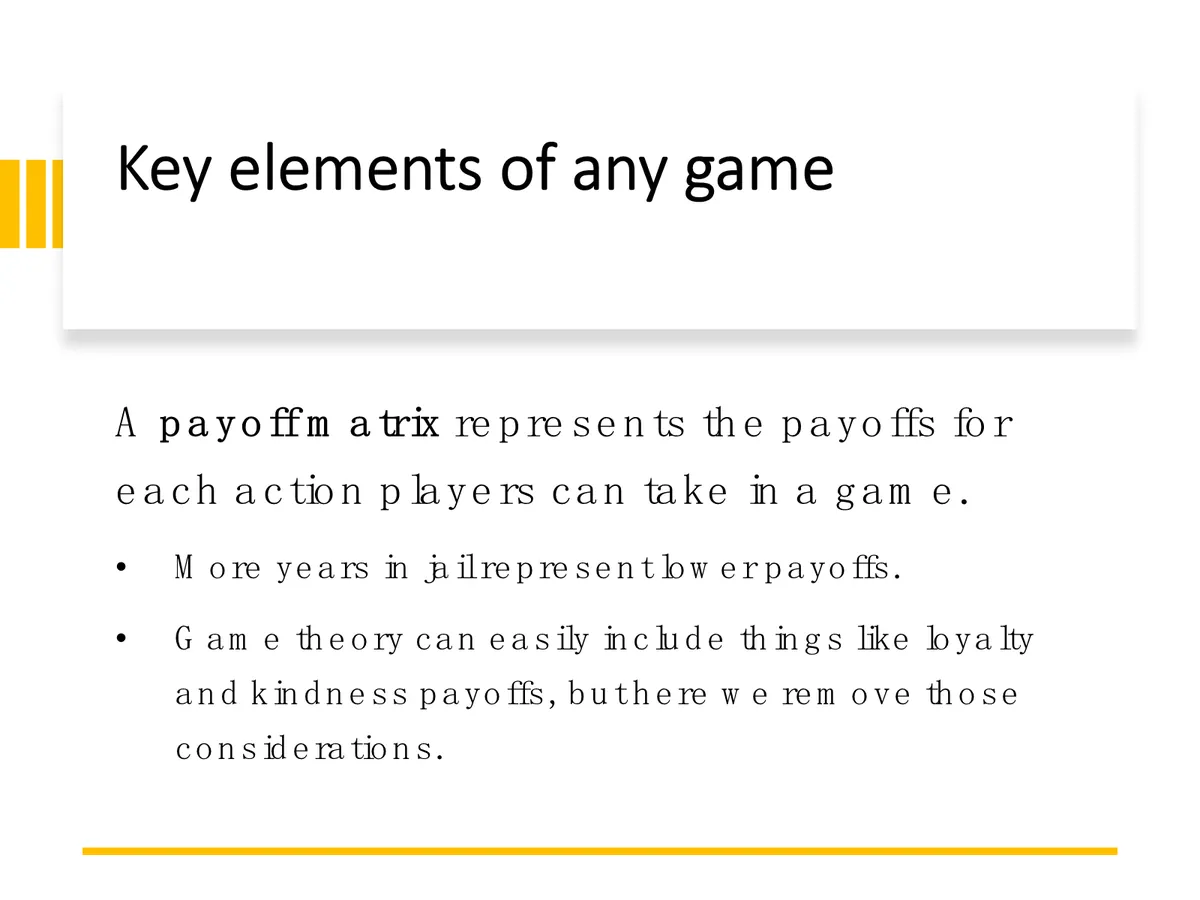 Key elements of any game
A payoff matrix represents the payoffs for
each action players can take in a game.
• More years in jail represent lower payoffs.
• Game theory can easily include things like loyalty
and kindness payoffs, but here we remove those
considerations.